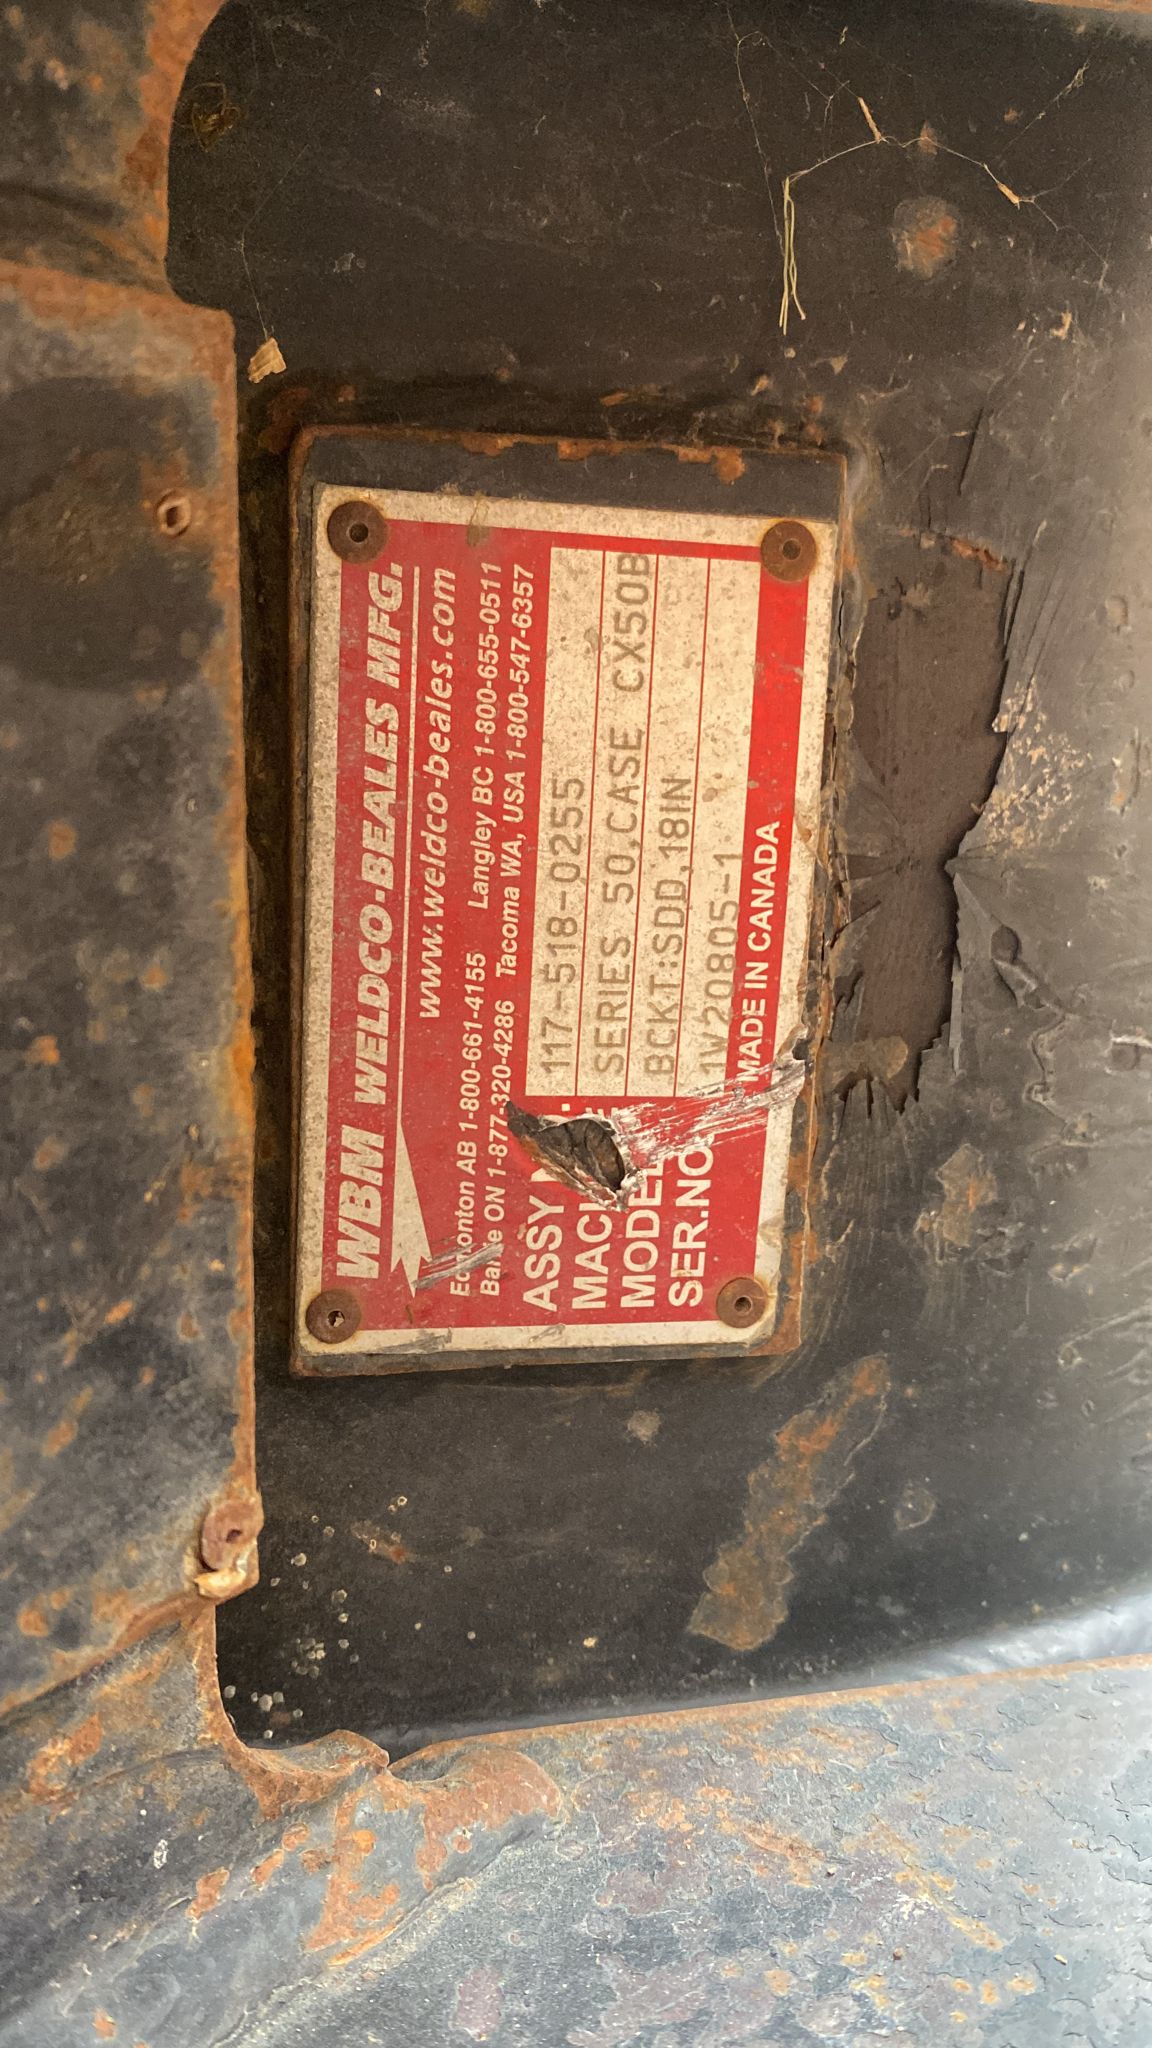 WBM WELDCO-BEALES MFG.
www.weldco-beales.com
Edmonton AB 1-800-661-4155 Langley BC 1-800-655-0511
Barrie ON 1-877-320-4286 Tacoma WA, USA 1-800-547-6357
ASSY 117-518-0255
SERIES 50,CASE CX50B
MODEL BCKT:SDD,18IN
SER.NO. 1W20805-1
MADE IN CANADA